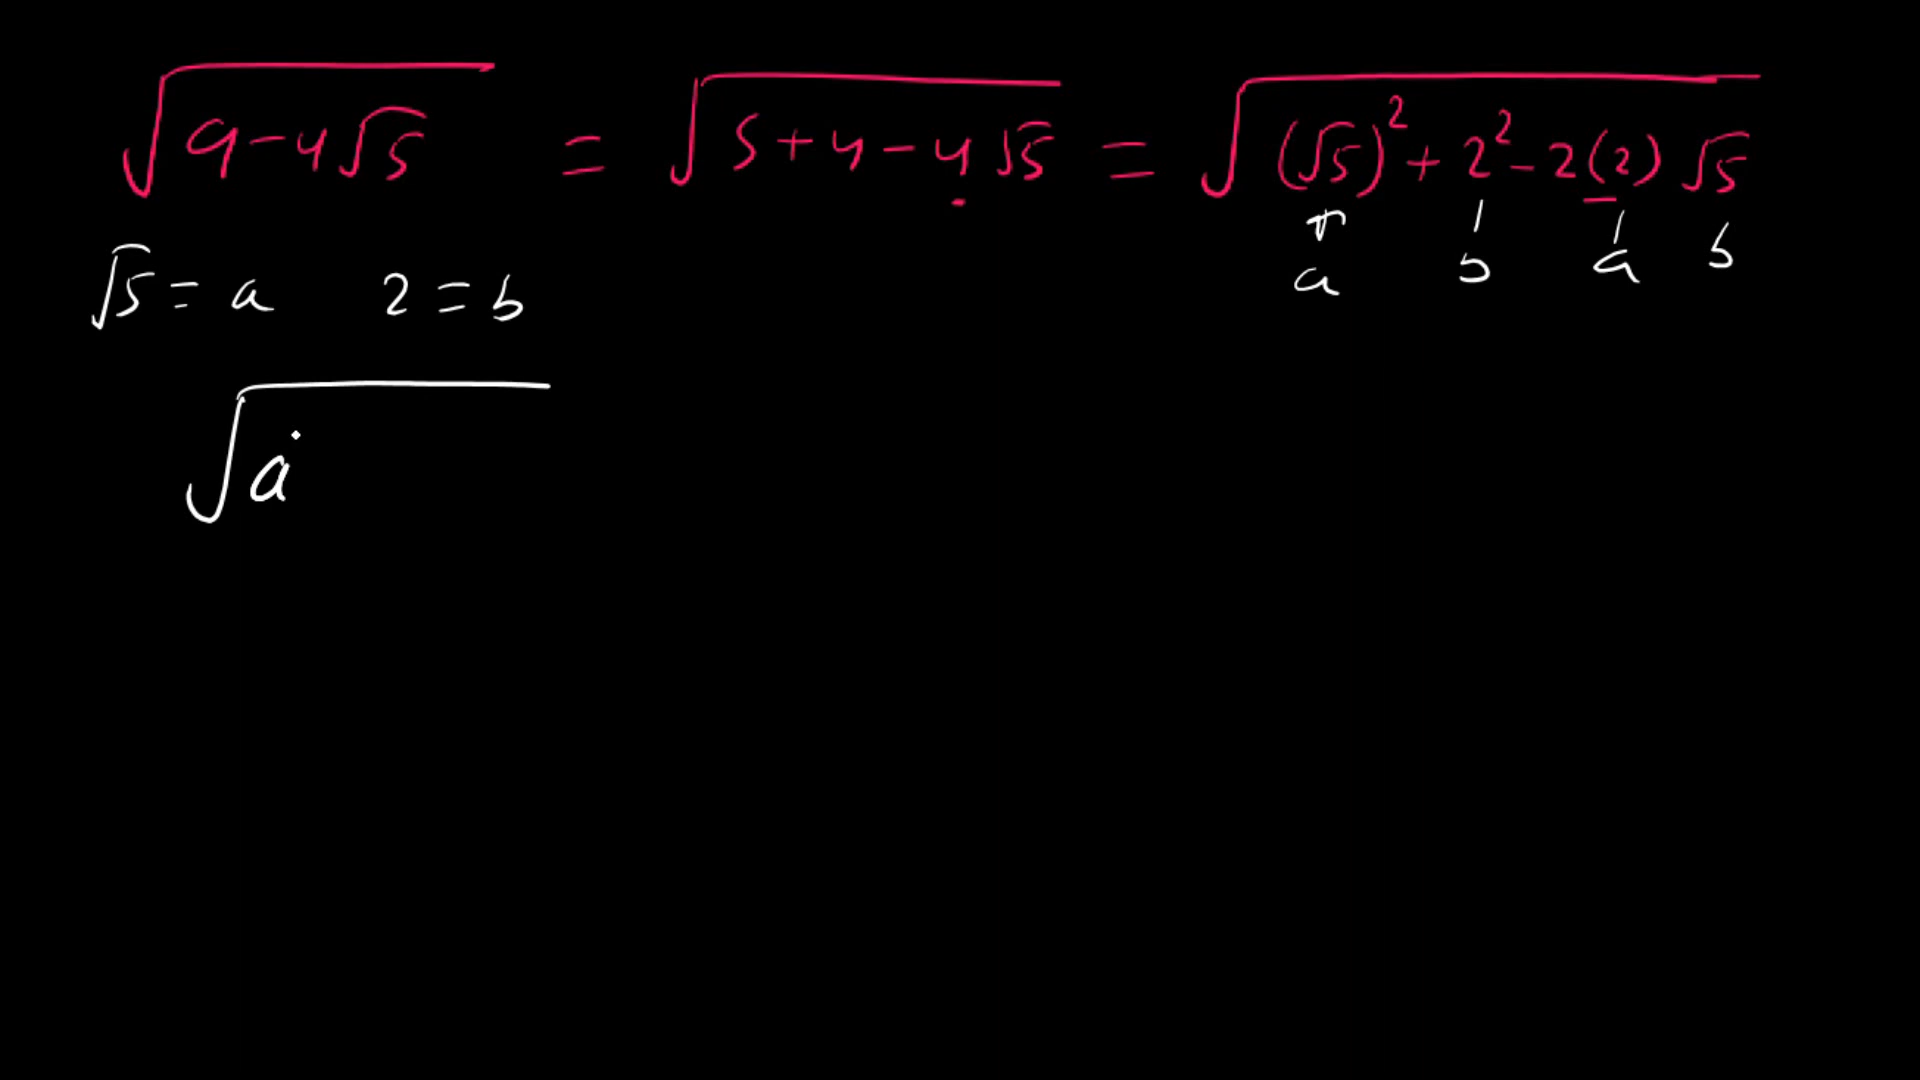 √(9-4√5) = √(5+4-4√5) = √((√5)²+2²-2(2)√5)
a b a b
√5 = a 2 = b
√a